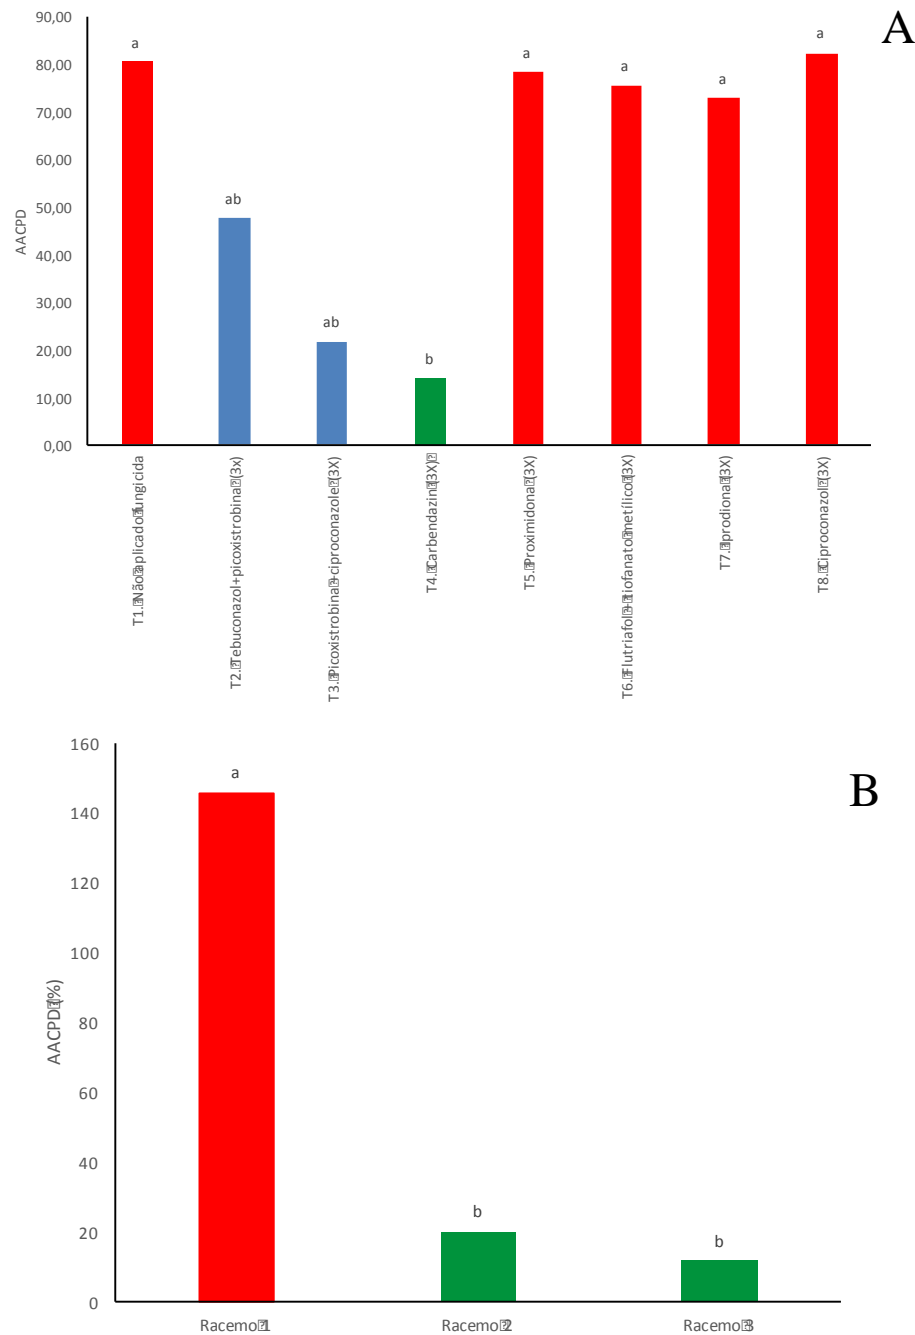 A
90,00
80,00
70,00
60,00
50,00
40,00
30,00
20,00
10,00
0,00
AACPD
a
ab
ab
b
a
a
a
a
T1. Não aplicado fungicida
T2. Tebuconazol+picoxistrobina (3x)
T3. Picoxistrobina + ciproconazole (3X)
T4. Carbendazin (3X)
T5. Proximidona (3X)
T6. Flutriafol + tiofanato metílico (3X)
T7. Iprodiona (3X)
T8. Ciproconazol (3X)
B
160
140
120
100
80
60
40
20
0
AACPD (%)
a
b
b
Racemo 1
Racemo 2
Racemo 3